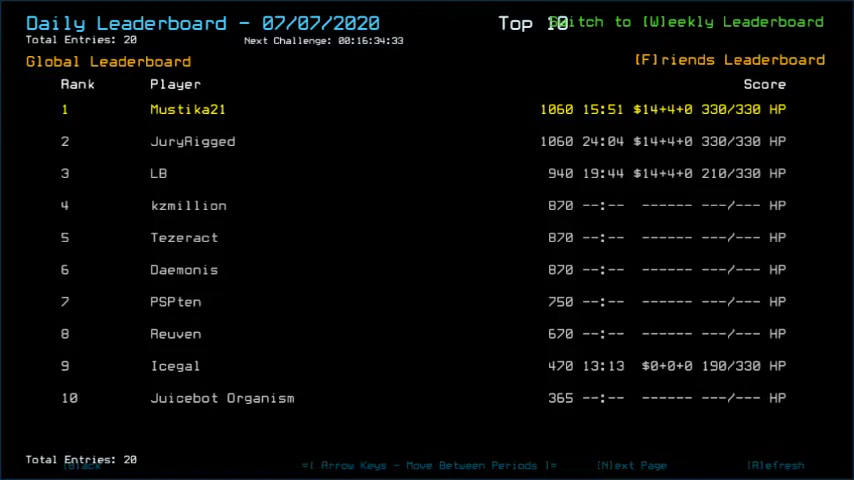 Daily Leaderboard - 07/07/2020 Top 10 Switch to [W]eekly Leaderboard
Total Entries: 20 Next Challenge: 00:16:34:33
Global Leaderboard [F]riends Leaderboard
Rank Player Score
1 Mustika21 1060 15:51 $14+4+0 330/330 HP
2 JuryRigged 1060 24:04 $14+4+0 330/330 HP
3 LB 940 19:44 $14+4+0 210/330 HP
4 kzmillion 870 --:-- ------ ---/--- HP
5 Tezeract 870 --:-- ------ ---/--- HP
6 Daemonis 870 --:-- ------ ---/--- HP
7 PSPten 750 --:-- ------ ---/--- HP
8 Reuven 670 --:-- ------ ---/--- HP
9 Icegal 470 13:13 $0+0+0 190/330 HP
10 Juicebot Organism 365 --:-- ------ ---/--- HP
Total Entries: 20
[B]ack =[ Arrow Keys - Move Between Periods ]= [N]ext Page [R]efresh